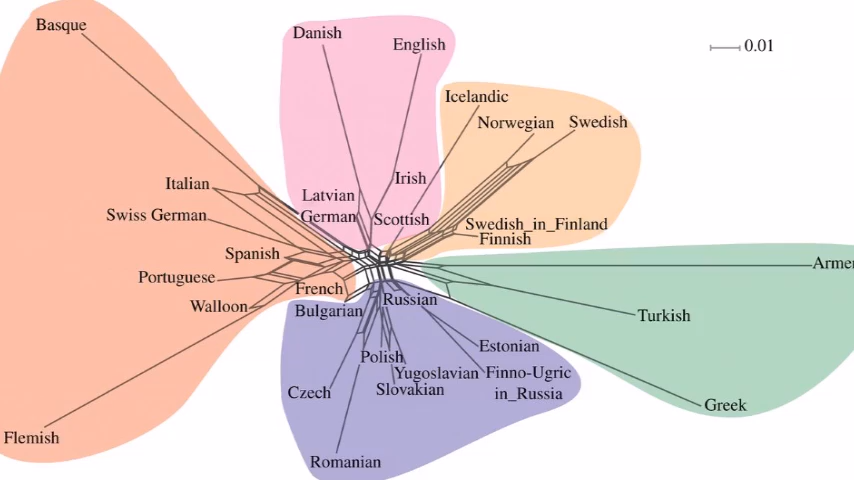 Basque
Danish
English
0.01
Icelandic
Norwegian
Swedish
Italian
Irish
Latvian
Swiss German
German
Scottish
Swedish_in_Finland
Finnish
Spanish
Armen
Portuguese
French
Russian
Walloon
Bulgarian
Turkish
Estonian
Polish
Yugoslavian
Finno-Ugric
in_Russia
Czech
Slovakian
Greek
Flemish
Romanian